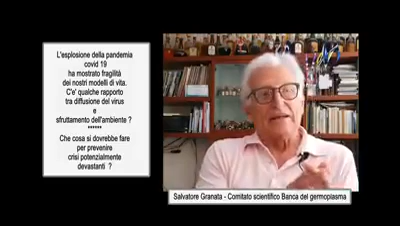 L'esplosione della pandemia
covid 19
ha mostrato fragilità
dei nostri modelli di vita.
C'e' qualche rapporto
tra diffusione del virus
e
sfruttamento dell'ambiente ?
******
Che cosa si dovrebbe fare
per prevenire
crisi potenzialmente
devastanti ?
Salvatore Granata - Comitato scientifico Banca del germoplasma